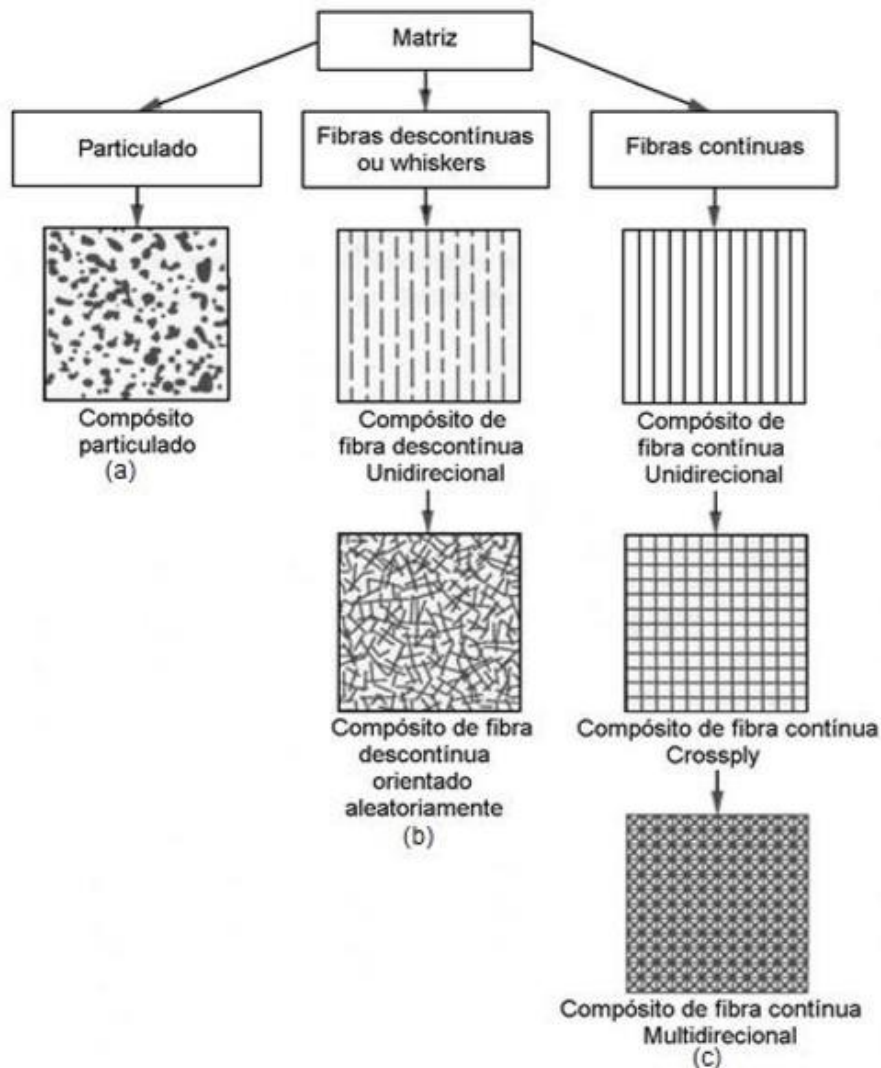 Matriz
Particulado
Fibras descontínuas
ou whiskers
Fibras contínuas
Compósito
particulado
(a)
Compósito de
fibra descontínua
Unidirecional
Compósito de
fibra contínua
Unidirecional
Compósito de fibra
descontínua
orientado
aleatoriamente
(b)
Compósito de fibra contínua
Crossply
Compósito de fibra contínua
Multidirecional
(c)